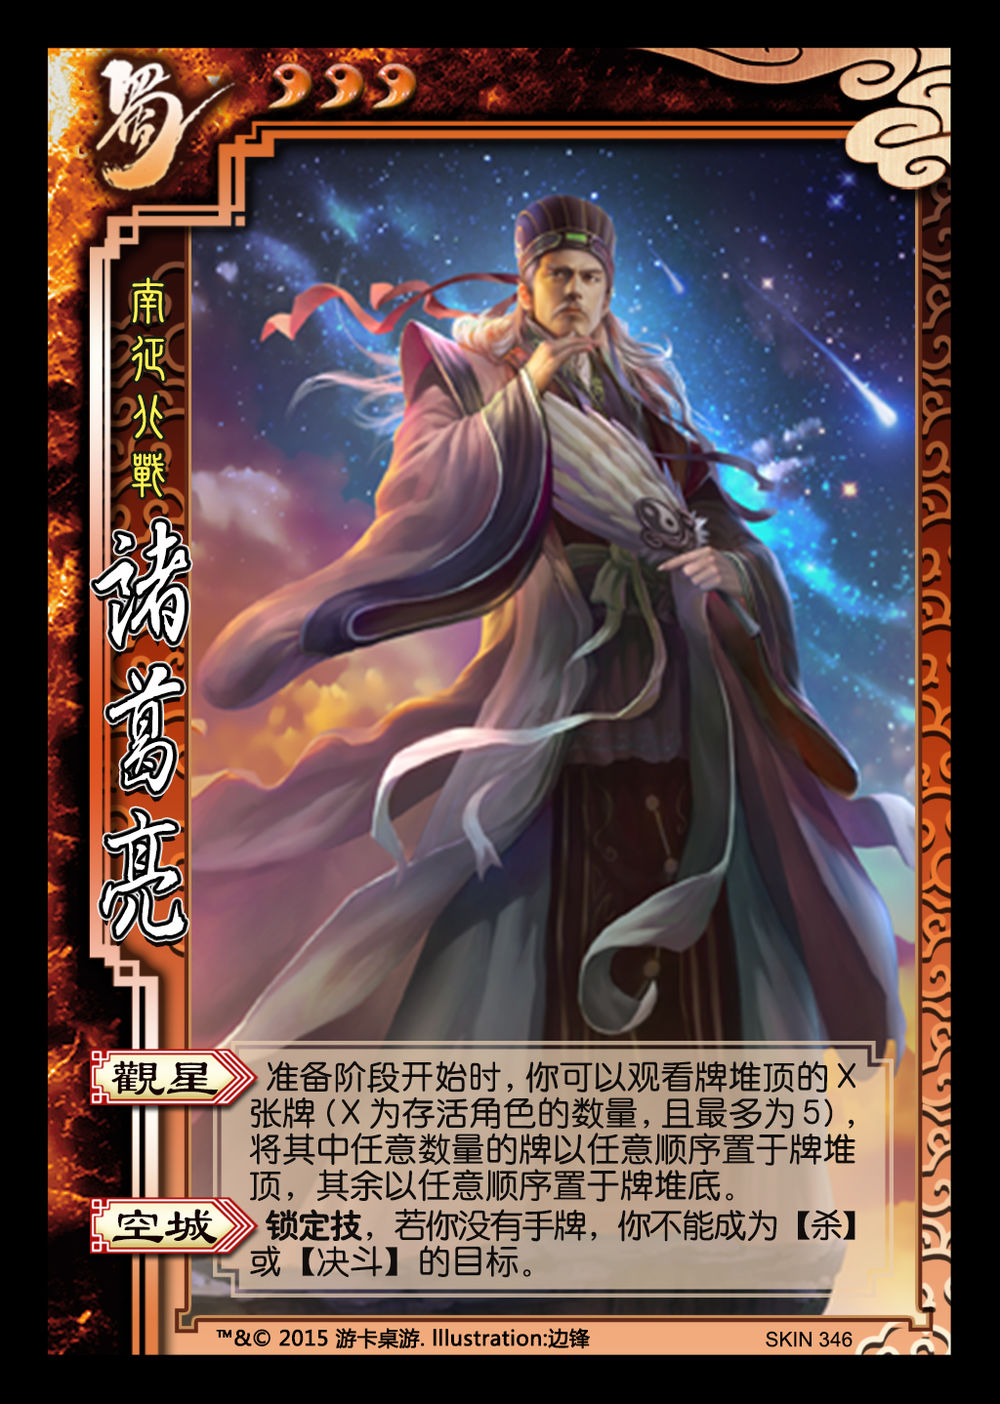 蜀
南征北戰
諸葛亮
觀星
准备阶段开始时，你可以观看牌堆顶的 X
张牌（X 为存活角色的数量，且最多为 5），
将其中任意数量的牌以任意顺序置于牌堆
顶，其余以任意顺序置于牌堆底。
空城
锁定技，若你没有手牌，你不能成为【杀】
或【决斗】的目标。
™&© 2015 游卡桌游. Illustration:边锋
SKIN 346